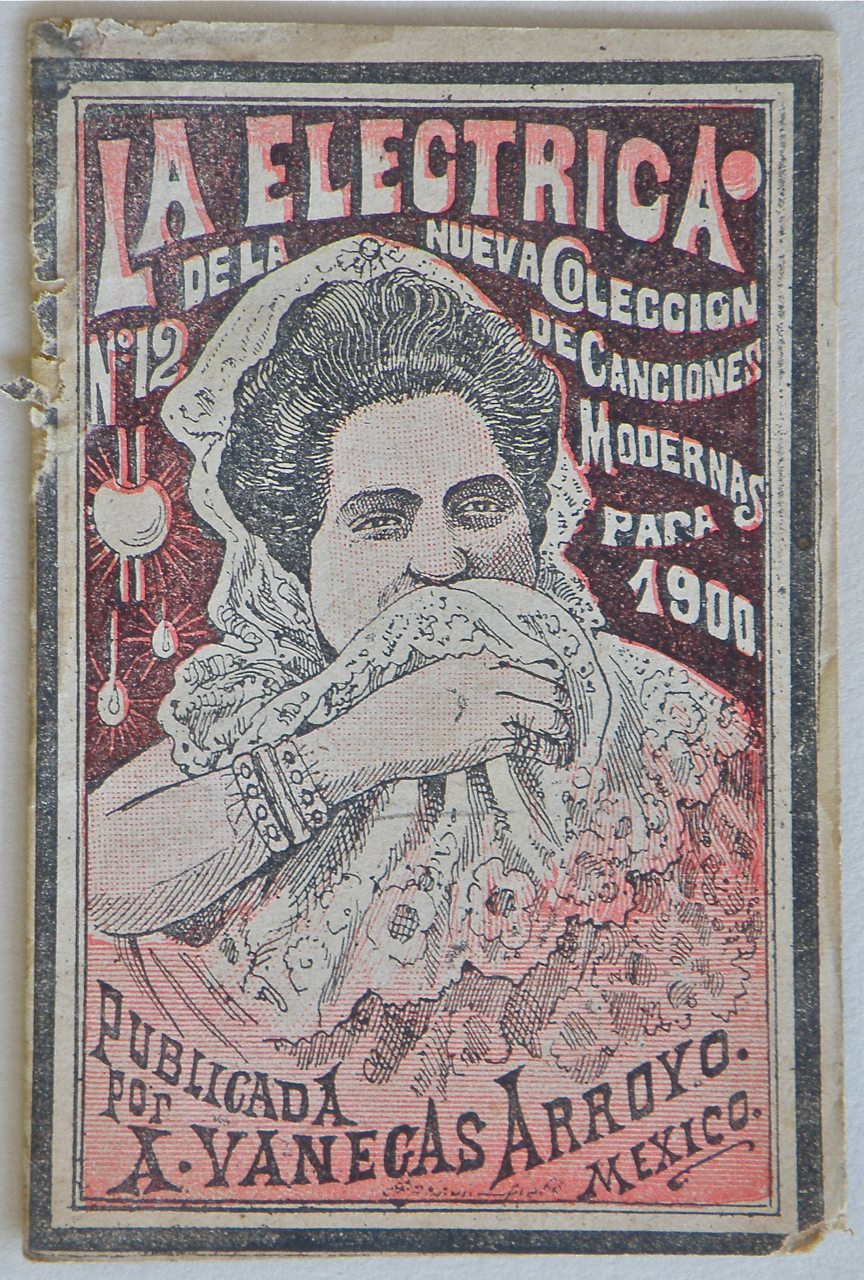 LA ELECTRICA
DE LA NUEVA COLECCION
Nº 12
DE CANCIONES
MODERNAS
PARA
1900.
PUBLICADA
POR
A. VANEGAS ARROYO.
MEXICO.